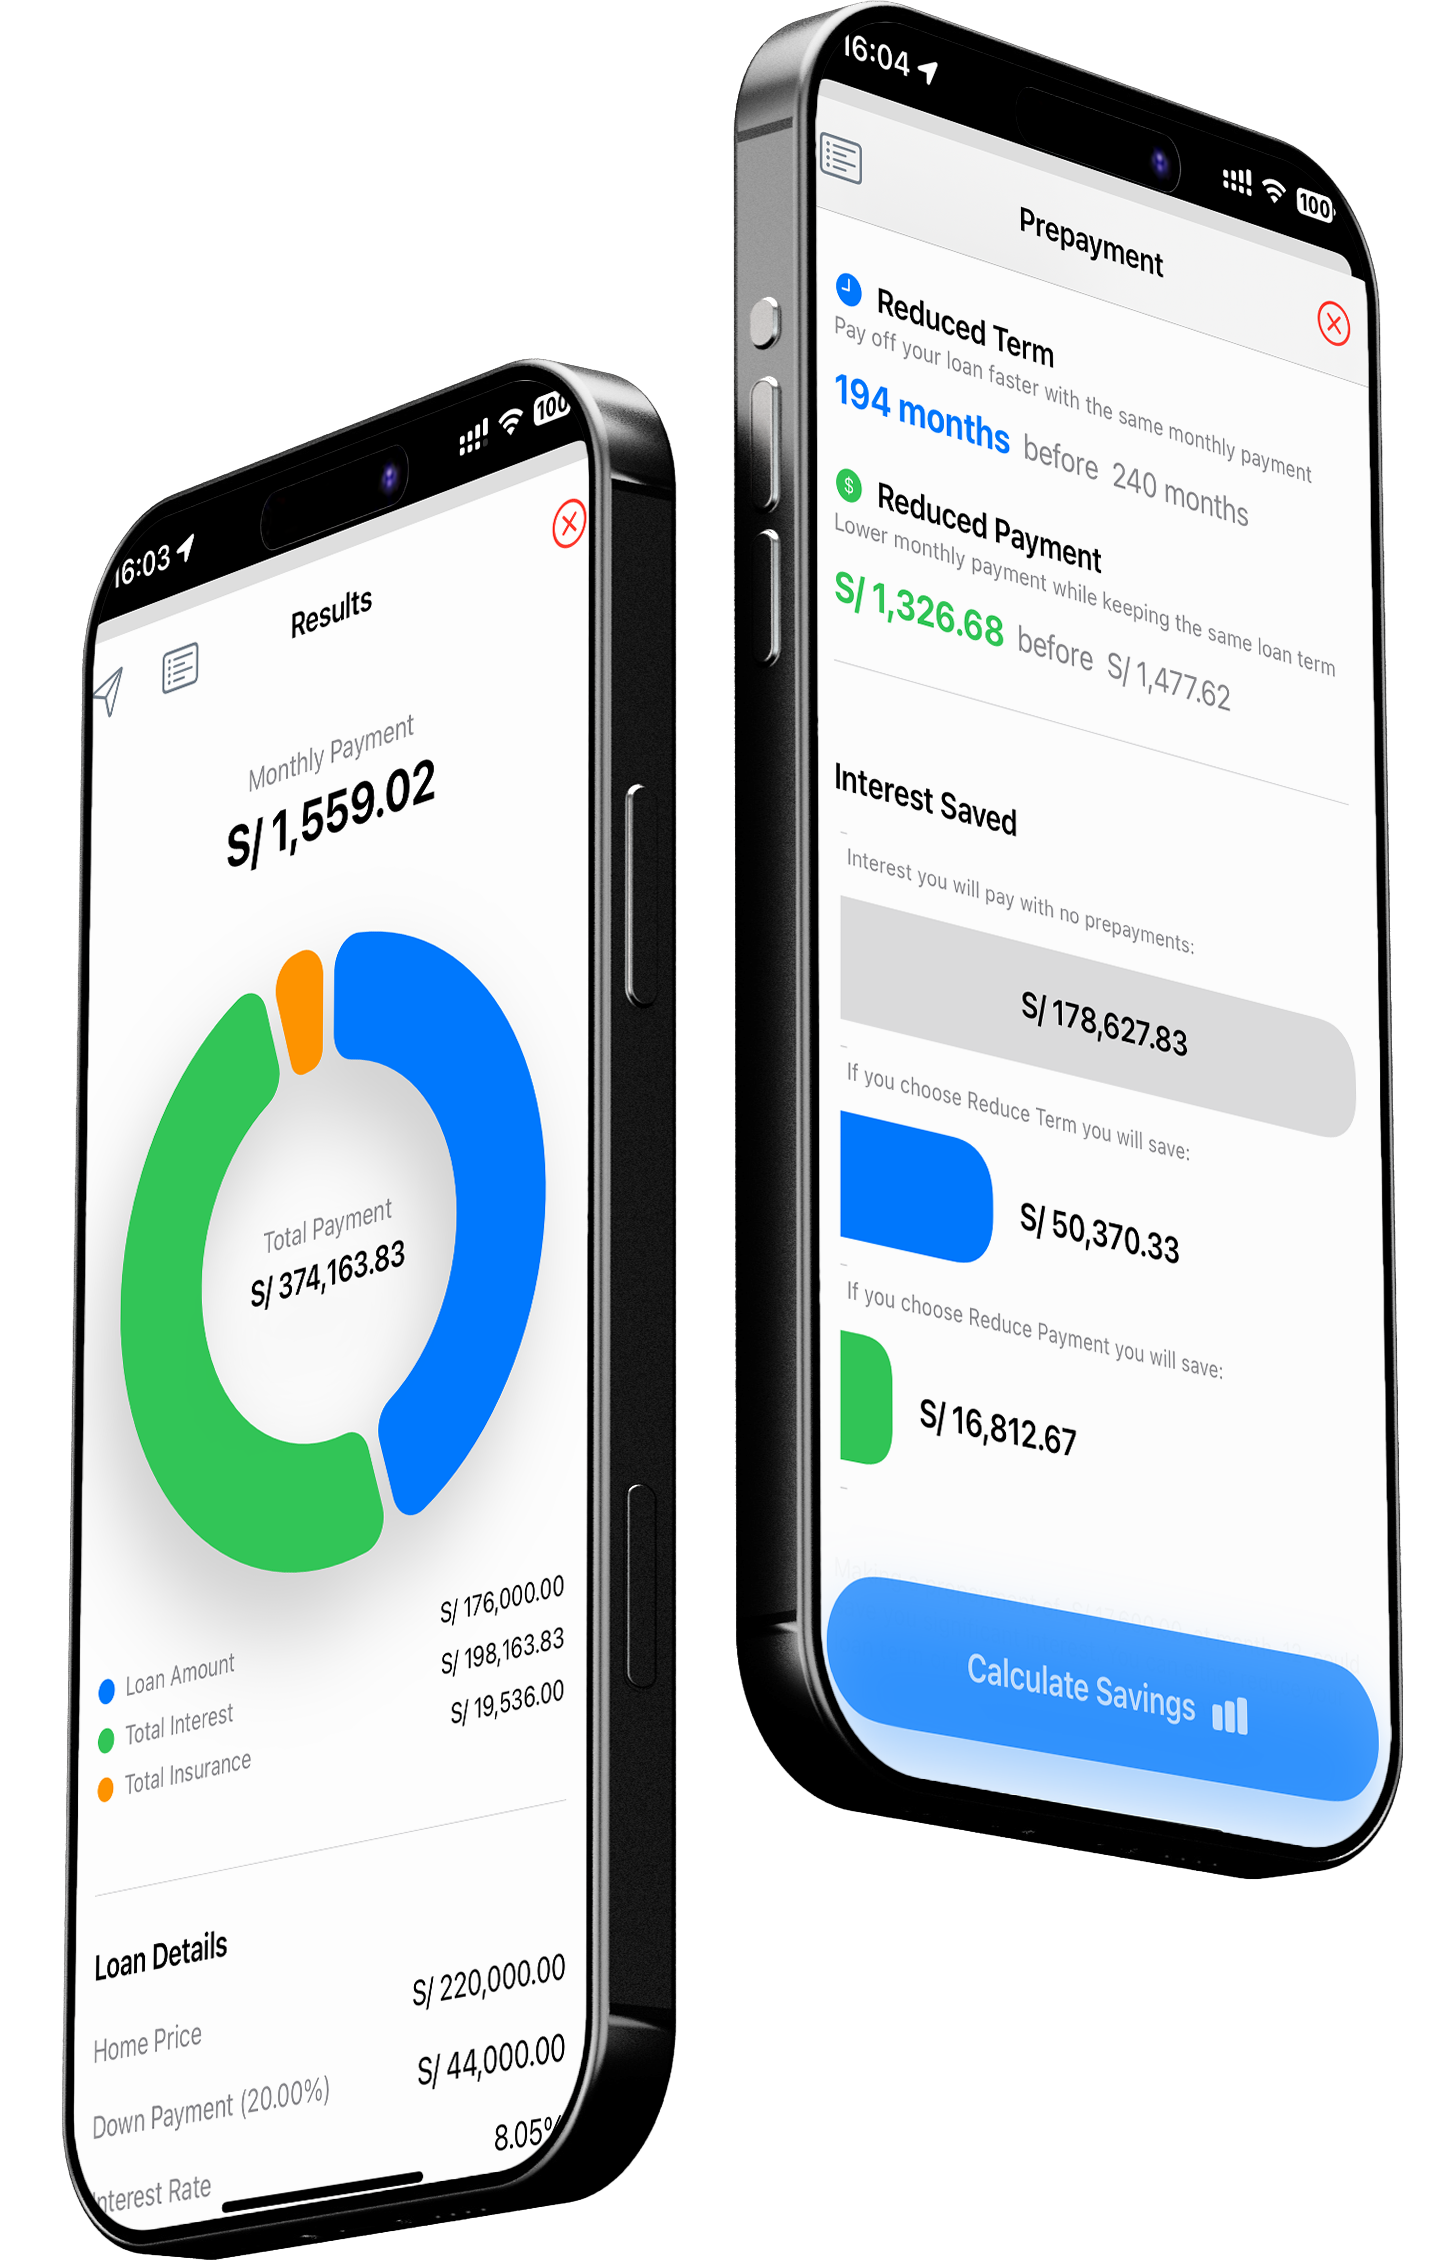 16:03
100
Results
Monthly Payment
S/ 1,559.02
Total Payment
S/ 374,163.83
Loan Amount S/ 176,000.00
Total Interest S/ 198,163.83
Total Insurance S/ 19,536.00
Loan Details
Home Price S/ 220,000.00
Down Payment (20.00%) S/ 44,000.00
Interest Rate 8.05%
16:04
100
Prepayment
Reduced Term
Pay off your loan faster with the same monthly payment
194 months before 240 months
$
Reduced Payment
Lower monthly payment while keeping the same loan term
S/ 1,326.68 before S/ 1,477.62
Interest Saved
Interest you will pay with no prepayments:
S/ 178,627.83
If you choose Reduce Term you will save:
S/ 50,370.33
If you choose Reduce Payment you will save:
S/ 16,812.67
Calculate Savings